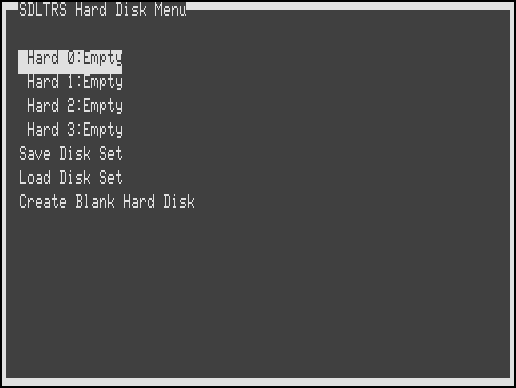 SDLTRS Hard Disk Menu
Hard 0:Empty
Hard 1:Empty
Hard 2:Empty
Hard 3:Empty
Save Disk Set
Load Disk Set
Create Blank Hard Disk